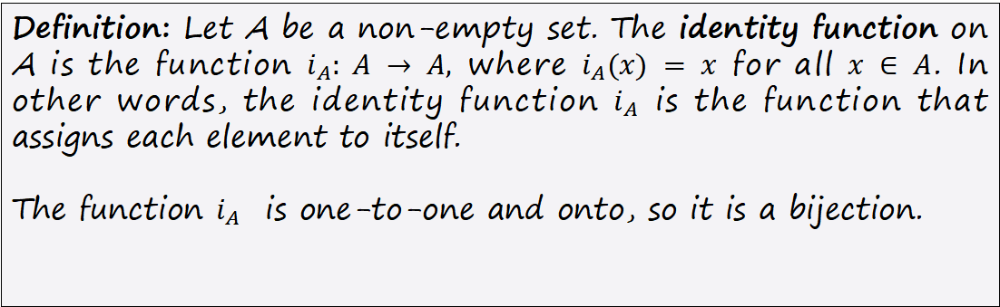 Definition: Let A be a non-empty set. The identity function on
A is the function i_A: A → A, where i_A(x) = x for all x ∈ A. In
other words, the identity function i_A is the function that
assigns each element to itself.
The function i_A is one-to-one and onto, so it is a bijection.